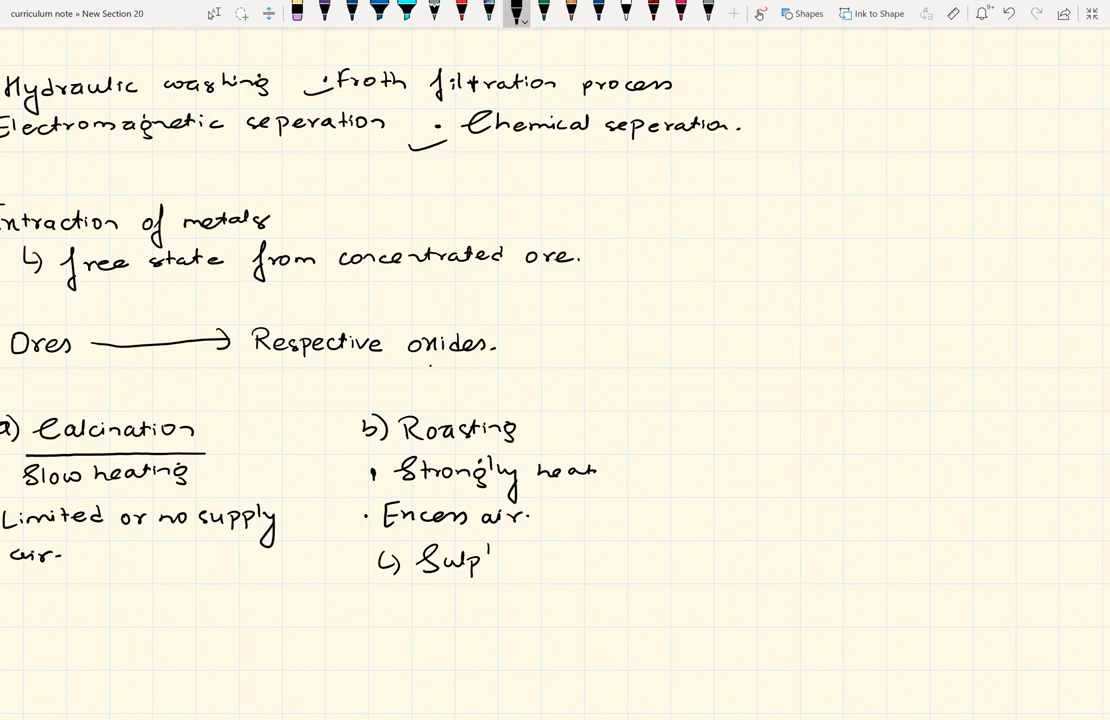 curriculum note » New Section 20
Shapes
Ink to Shape
9+
Hydraulic washing . Froth filtration process
Electromagnetic seperation . Chemical seperation.
Extraction of metals
↳ free state from concentrated ore.
Ores → Respective oxides.
a) Calcination b) Roasting
Slow heating . Strongly heat
Limited or no supply . Excess air.
air. ↳ Sulp